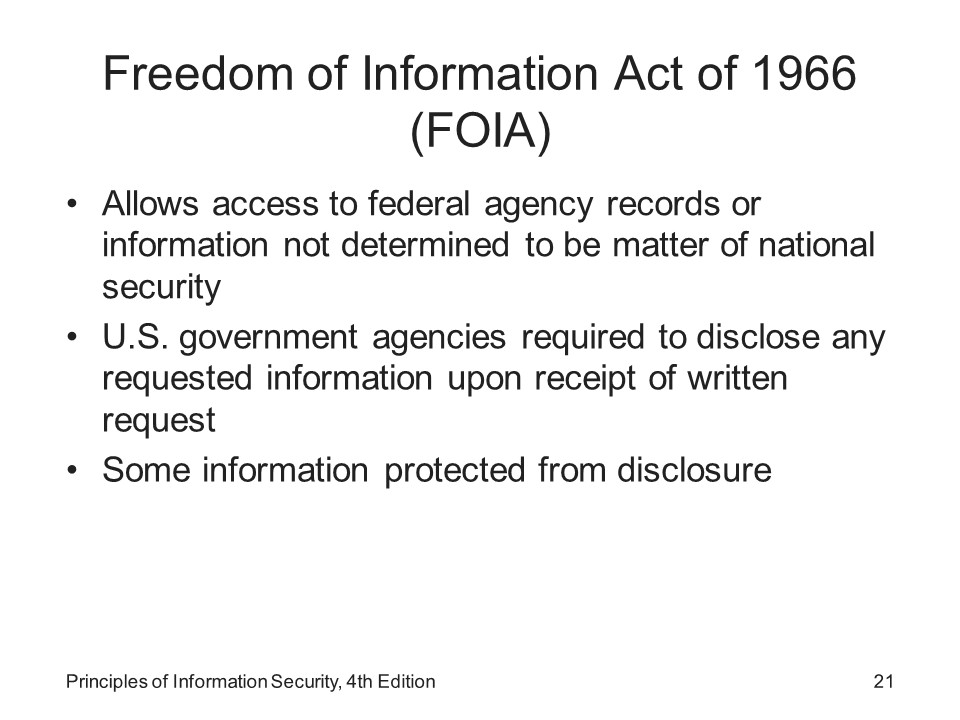 Freedom of Information Act of 1966
(FOIA)
• Allows access to federal agency records or
information not determined to be matter of national
security
• U.S. government agencies required to disclose any
requested information upon receipt of written
request
• Some information protected from disclosure
Principles of Information Security, 4th Edition 21